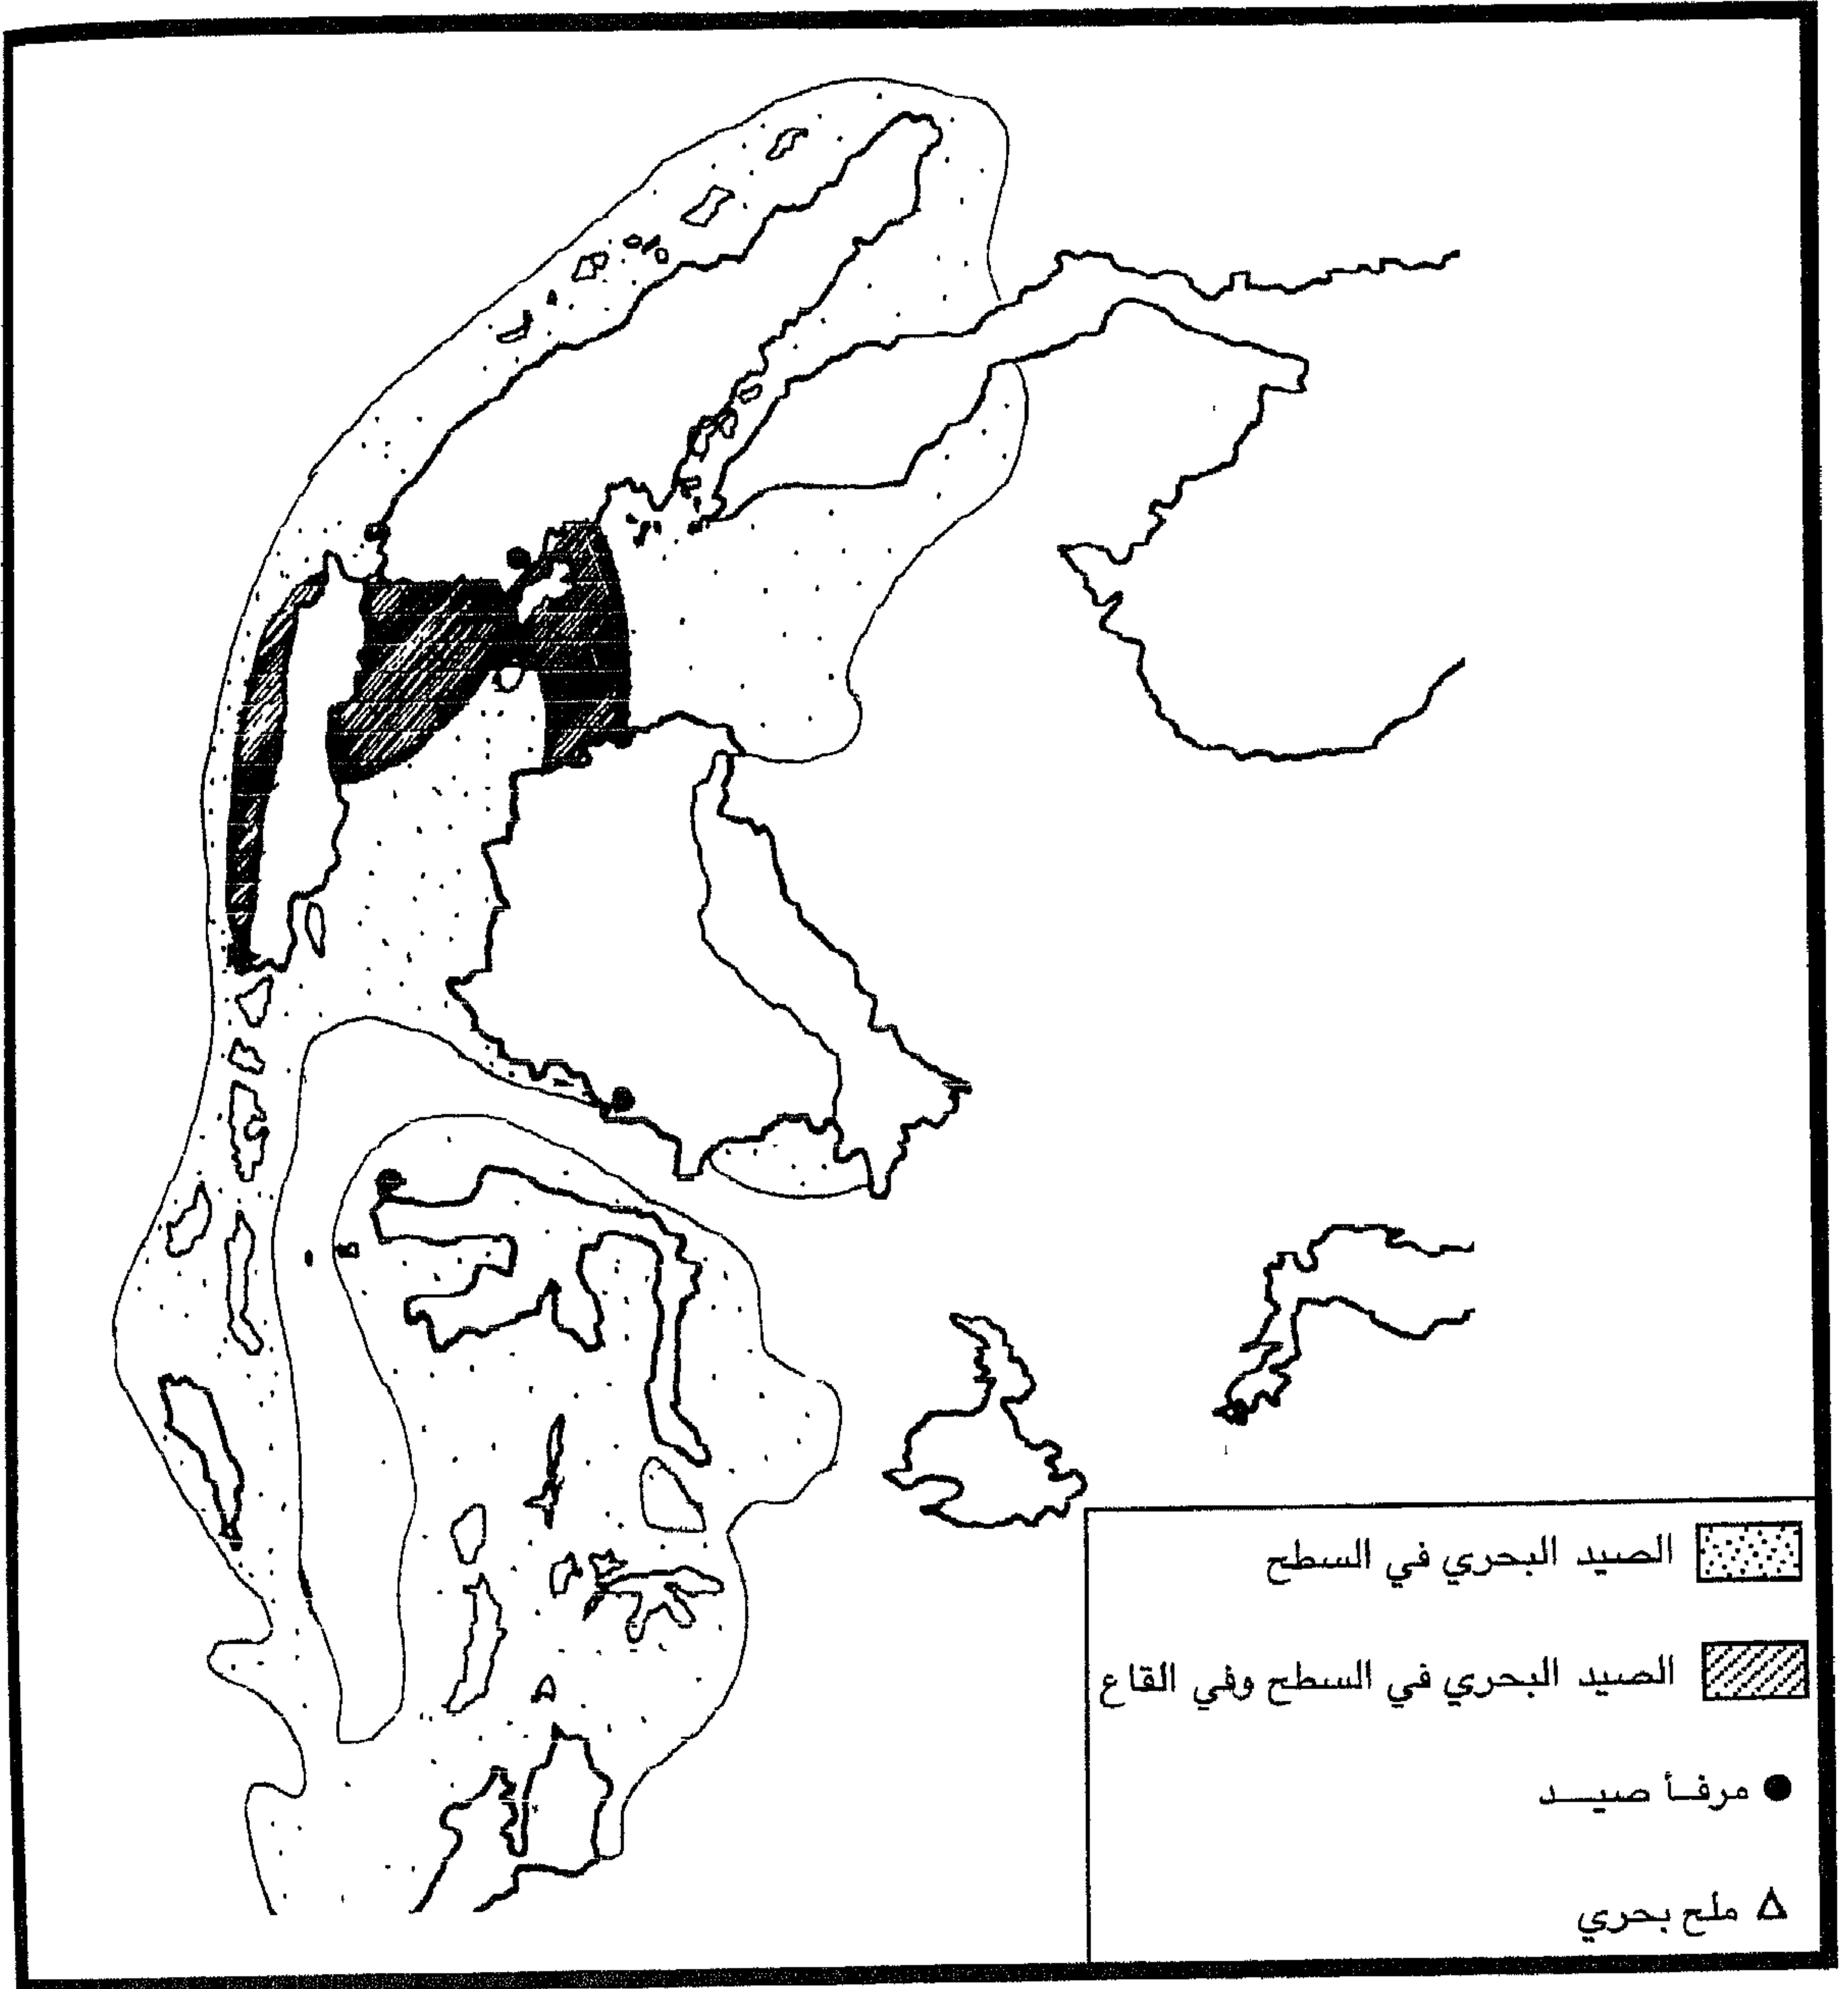 الصيد البحري في السطح
الصيد البحري في السطح وفي القاع
مرفأ صيد
ملح بحري